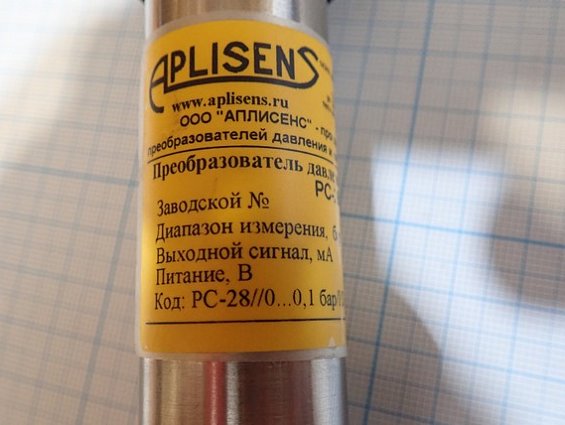 APLISENS
www.aplisens.ru
ООО "АПЛИСЕНС" -
преобразователей давления и
Преобразователь
РС-
Заводской №
Диапазон измерения,
Выходной сигнал, мА
Питание, В
Код: РС-28//0...0,1 бар/